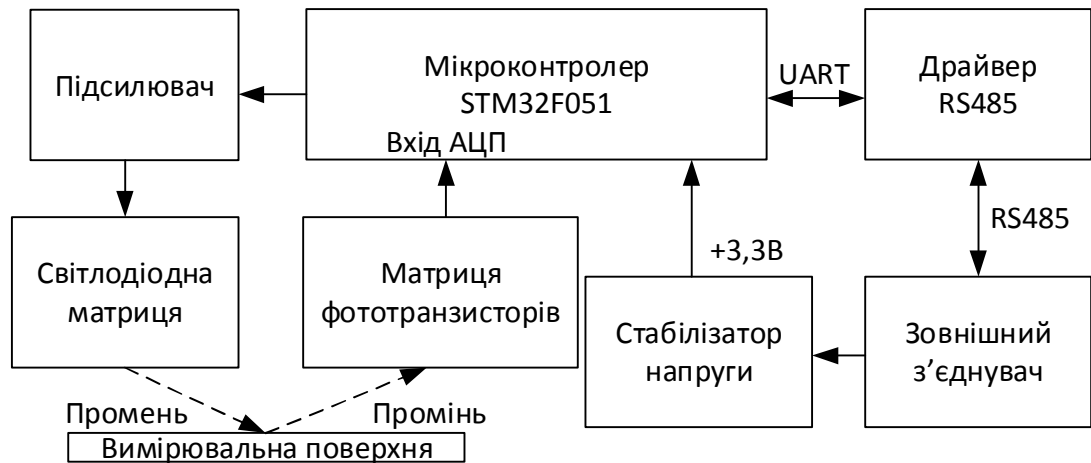 Підсилювач
Мікроконтролер
STM32F051
Вхід АЦП
UART
Драйвер
RS485
RS485
Світлодіодна
матриця
Матриця
фототранзисторів
+3,3В
Стабілізатор
напруги
Зовнішний
з’єднувач
Промень
Промінь
Вимірювальна поверхня